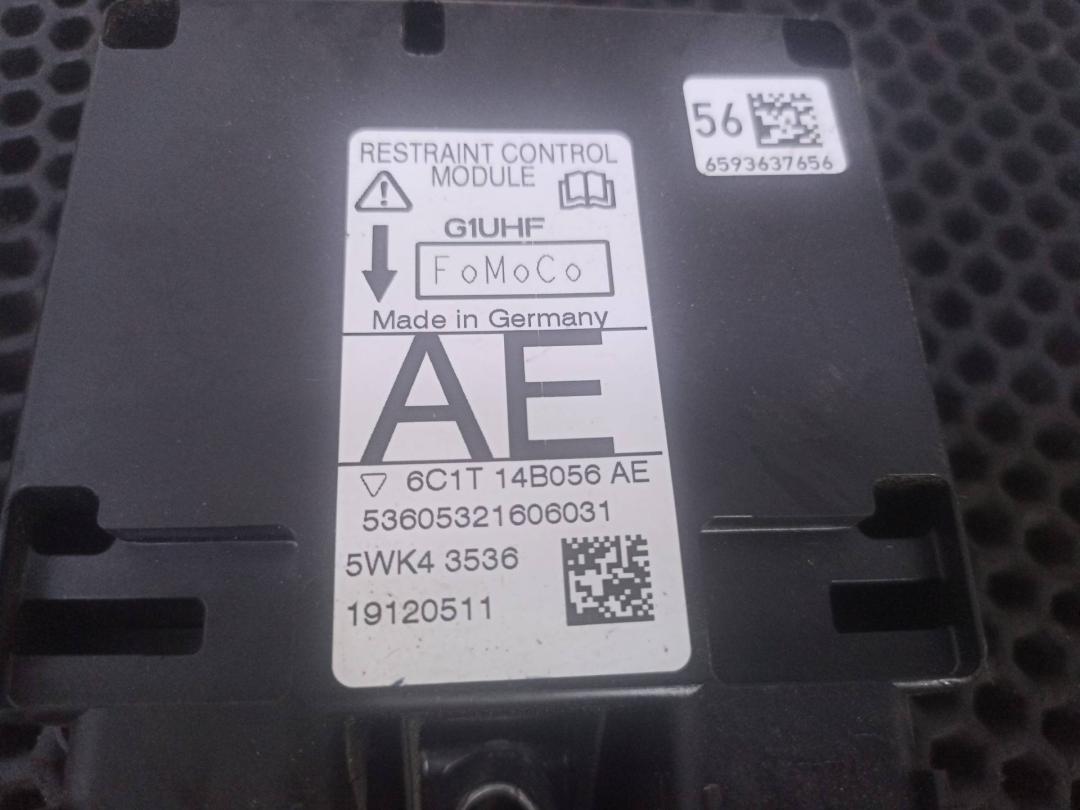 56
6593637656
RESTRAINT CONTROL
MODULE
G1UHF
FoMoCo
Made in Germany
AE
6C1T 14B056 AE
53605321606031
5WK4 3536
19120511